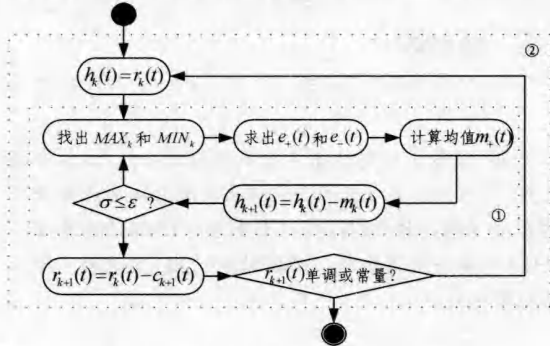 ②
h_k(t)=r_k(t)
找出 MAX_k 和 MIN_k
求出 e_+(t) 和 e_-(t)
计算均值 m_+(t)
σ≤ε ?
h_{k+1}(t)=h_k(t)-m_k(t)
①
r_{k+1}(t)=r_k(t)-c_{k+1}(t)
r_{k+1}(t) 单调或常量?